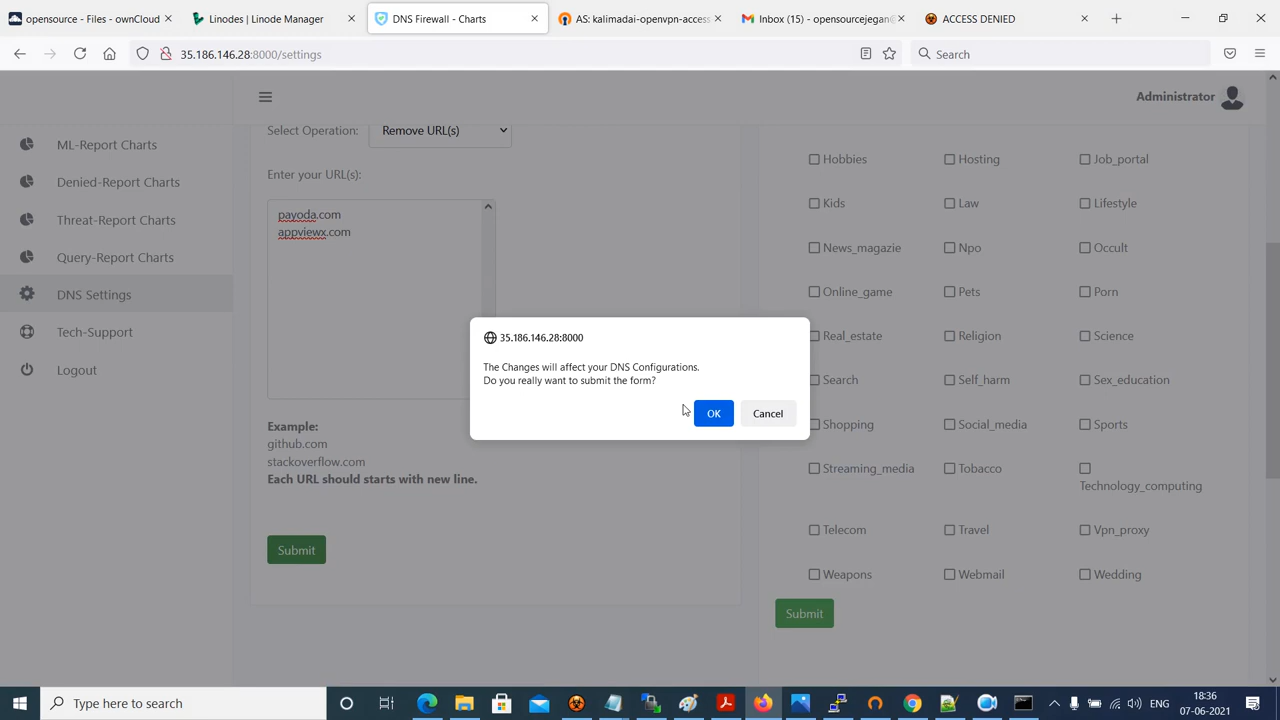 opensource - Files - ownCloud
Linodes | Linode Manager
DNS Firewall - Charts
AS: kalimadai-openvpn-access
Inbox (15) - opensourcejegan@
ACCESS DENIED
35.186.146.28:8000/settings
Search
Administrator
ML-Report Charts
Denied-Report Charts
Threat-Report Charts
Query-Report Charts
DNS Settings
Tech-Support
Logout
Select Operation:
Remove URL(s)
Enter your URL(s):
payoda.com
appviewx.com
Example:
github.com
stackoverflow.com
Each URL should starts with new line.
Submit
35.186.146.28:8000
The Changes will affect your DNS Configurations.
Do you really want to submit the form?
OK
Cancel
Hobbies
Hosting
Job_portal
Kids
Law
Lifestyle
News_magazie
Npo
Occult
Online_game
Pets
Porn
Real_estate
Religion
Science
Search
Self_harm
Sex_education
Shopping
Social_media
Sports
Streaming_media
Tobacco
Technology_computing
Telecom
Travel
Vpn_proxy
Weapons
Webmail
Wedding
Submit
Type here to search
ENG
18:36
07-06-2021